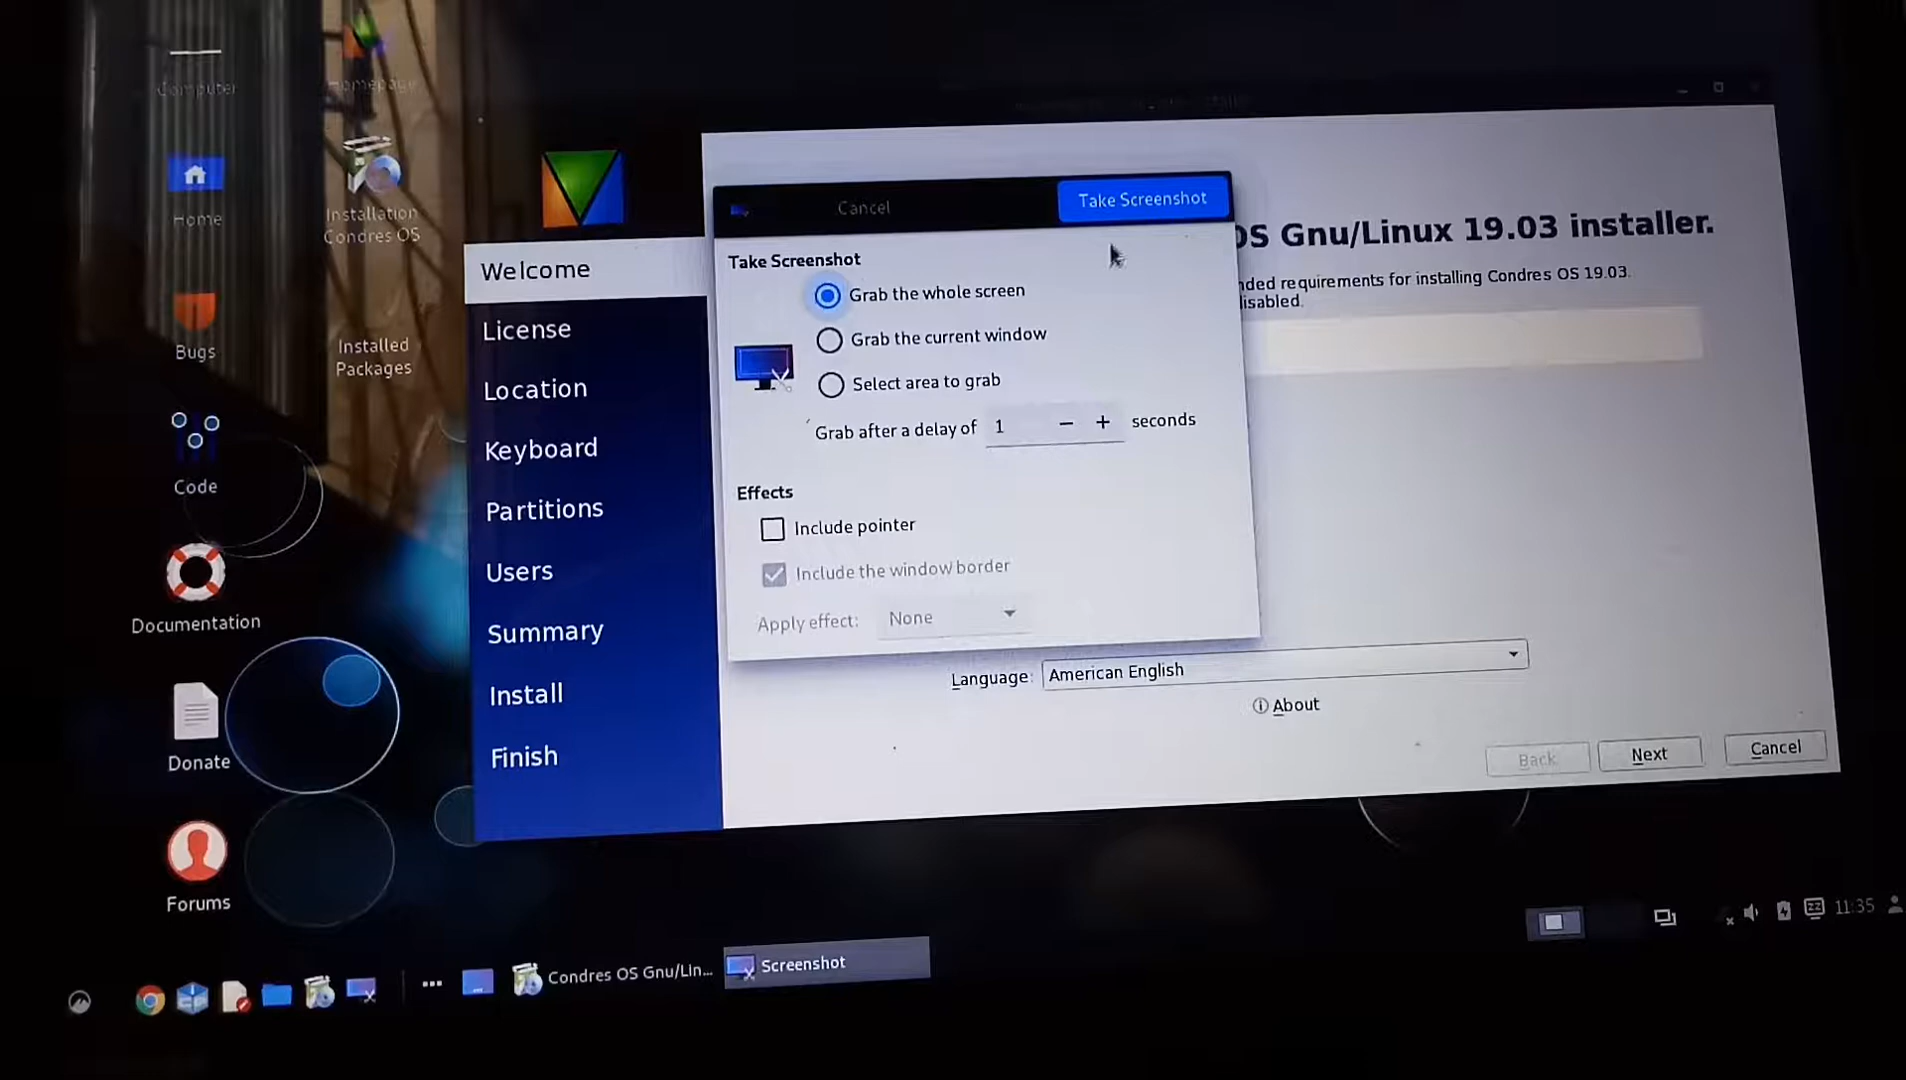 Computer
Homepage
Home
Installation
Condres OS
Bugs
Installed
Packages
Code
Documentation
Donate
Forums
OS Gnu/Linux 19.03 installer.
nded requirements for installing Condres OS 19.03.
isabled.
Welcome
License
Location
Keyboard
Partitions
Users
Summary
Install
Finish
Cancel
Take Screenshot
Take Screenshot
Grab the whole screen
Grab the current window
Select area to grab
Grab after a delay of 1 - + seconds
Effects
Include pointer
Include the window border
Apply effect: None
Language: American English
About
Back Next Cancel
Condres OS Gnu/Lin...
Screenshot
zz
11:35